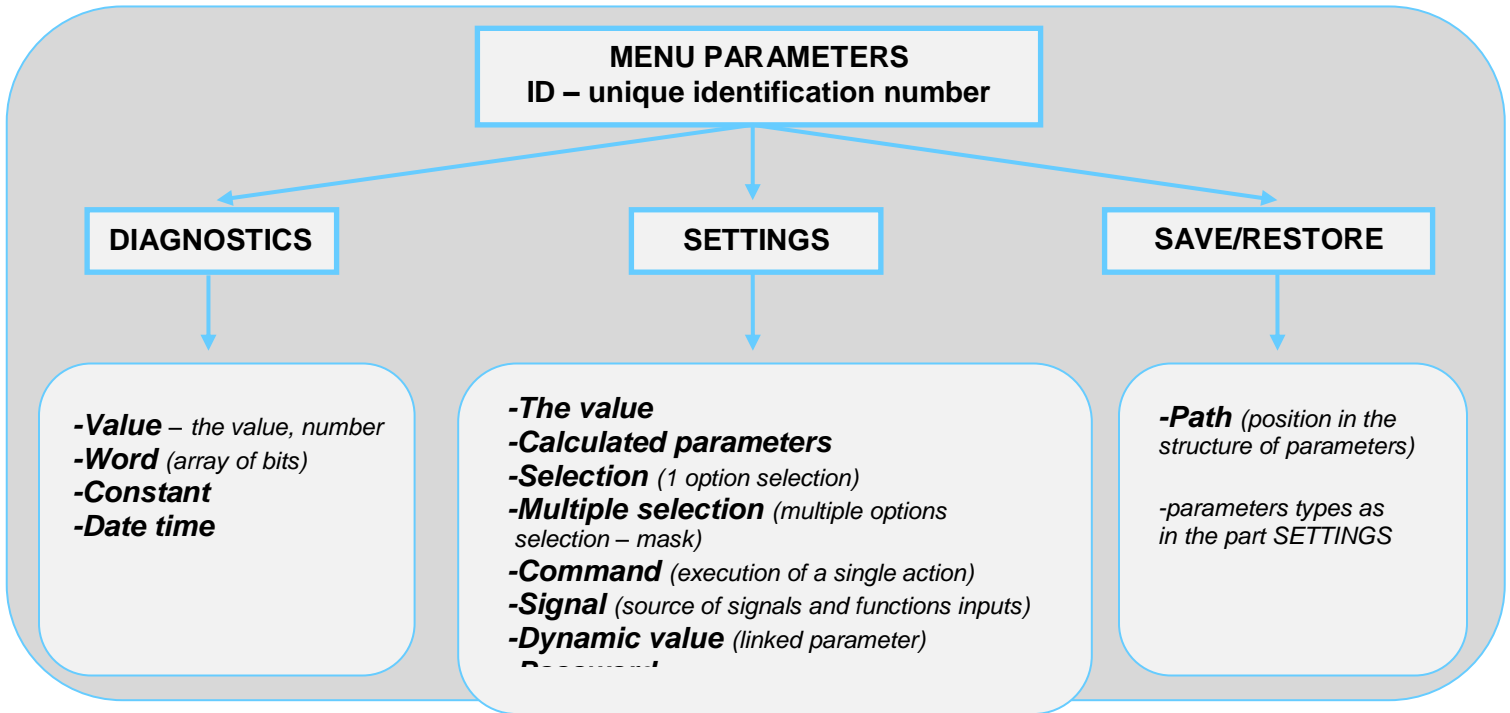 MENU PARAMETERS
ID – unique identification number
DIAGNOSTICS
SETTINGS
SAVE/RESTORE
-Value – the value, number
-Word (array of bits)
-Constant
-Date time
-The value
-Calculated parameters
-Selection (1 option selection)
-Multiple selection (multiple options
selection – mask)
-Command (execution of a single action)
-Signal (source of signals and functions inputs)
-Dynamic value (linked parameter)
-Path (position in the
structure of parameters)
-parameters types as
in the part SETTINGS